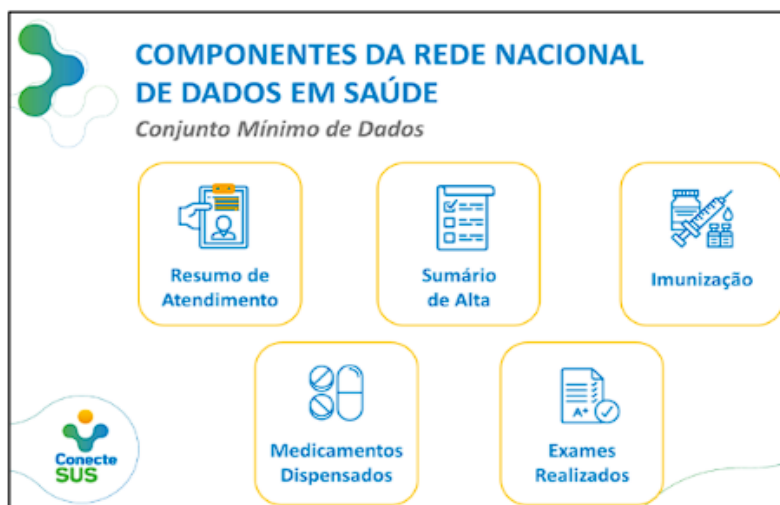 COMPONENTES DA REDE NACIONAL
DE DADOS EM SAÚDE
Conjunto Mínimo de Dados
Resumo de
Atendimento
Sumário
de Alta
Imunização
Medicamentos
Dispensados
A+
Exames
Realizados
Conecte
SUS